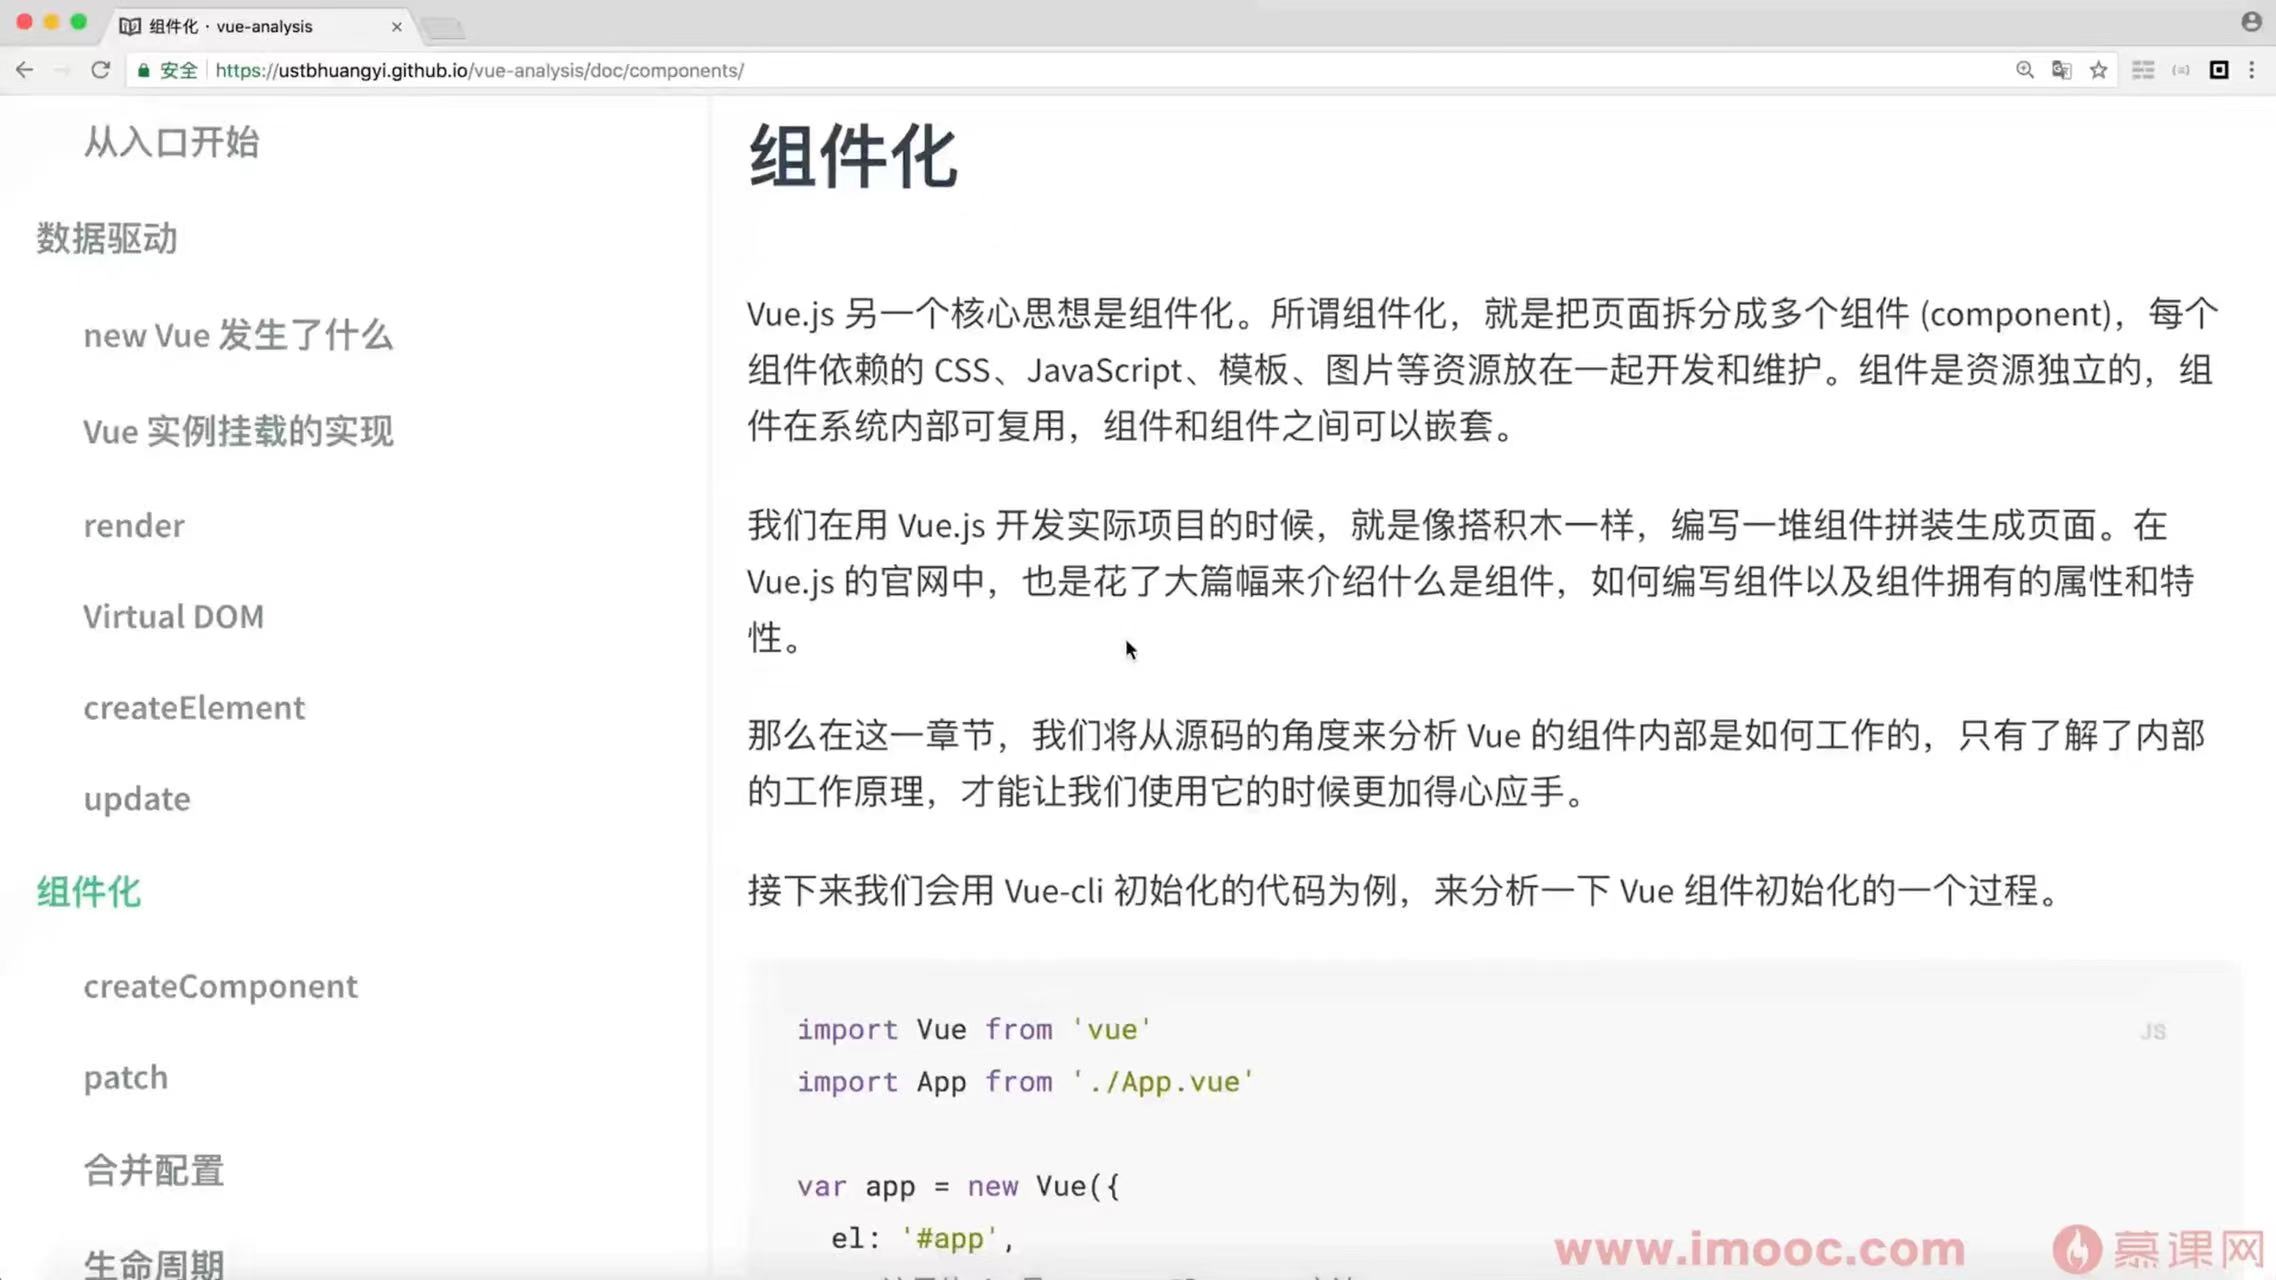 组件化 · vue-analysis
安全 https://ustbhuangyi.github.io/vue-analysis/doc/components/
从入口开始
数据驱动
new Vue 发生了什么
Vue 实例挂载的实现
render
Virtual DOM
createElement
update
组件化
createComponent
patch
合并配置
生命周期
组件化
Vue.js 另一个核心思想是组件化。所谓组件化，就是把页面拆分成多个组件 (component)，每个
组件依赖的 CSS、JavaScript、模板、图片等资源放在一起开发和维护。组件是资源独立的，组
件在系统内部可复用，组件和组件之间可以嵌套。
我们在用 Vue.js 开发实际项目的时候，就是像搭积木一样，编写一堆组件拼装生成页面。在
Vue.js 的官网中，也是花了大篇幅来介绍什么是组件，如何编写组件以及组件拥有的属性和特
性。
那么在这一章节，我们将从源码的角度来分析 Vue 的组件内部是如何工作的，只有了解了内部
的工作原理，才能让我们使用它的时候更加得心应手。
接下来我们会用 Vue-cli 初始化的代码为例，来分析一下 Vue 组件初始化的一个过程。
JS
import Vue from 'vue'
import App from './App.vue'
var app = new Vue({
el: '#app',
www.imooc.com 慕课网